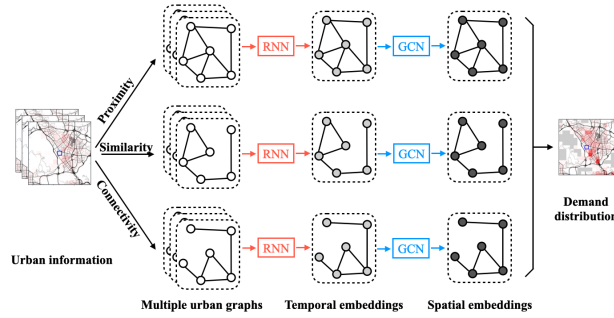 Proximity
RNN
GCN
Similarity
RNN
GCN
Connectivity
RNN
GCN
Demand
distribution
Urban information
Multiple urban graphs
Temporal embeddings
Spatial embeddings